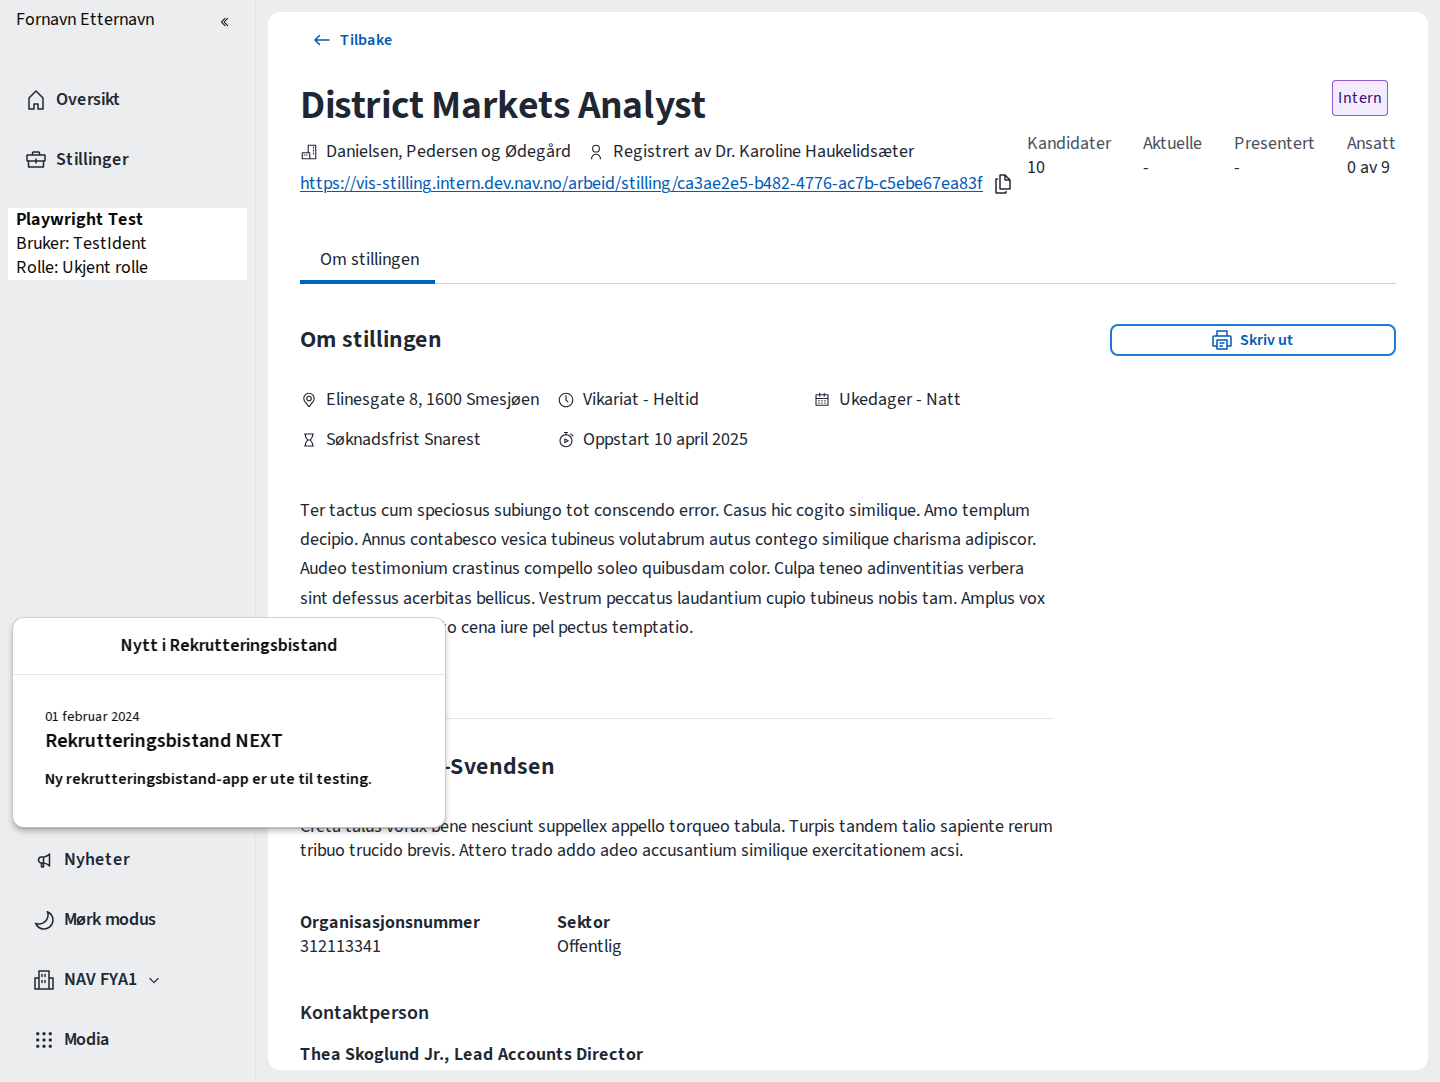 Fornavn Etternavn
Oversikt
Stillinger
Playwright Test
Bruker: TestIdent
Rolle: Ukjent rolle
Tilbake
District Markets Analyst
Intern
Danielsen, Pedersen og Ødegård
Registrert av Dr. Karoline Haukelidsæter
https://vis-stilling.intern.dev.nav.no/arbeid/stilling/ca3ae2e5-b482-4776-ac7b-c5ebe67ea83f
Kandidater
10
Aktuelle
-
Presentert
-
Ansatt
0 av 9
Om stillingen
Om stillingen
Skriv ut
Elinesgate 8, 1600 Smesjøen
Vikariat - Heltid
Ukedager - Natt
Søknadsfrist Snarest
Oppstart 10 april 2025
Ter tactus cum speciosus subiungo tot conscendo error. Casus hic cogito similique. Amo templum
decipio. Annus contabesco vesica tubineus volutabrum autus contego similique charisma adipiscor.
Audeo testimonium crastinus compello soleo quibusdam color. Culpa teneo adinventitias verbera
sint defessus acerbitas bellicus. Vestrum peccatus laudantium cupio tubineus nobis tam. Amplus vox
cena iure pel pectus temptatio.
Nytt i Rekrutteringsbistand
01 februar 2024
Rekrutteringsbistand NEXT
Ny rekrutteringsbistand-app er ute til testing.
-Svendsen
bene nesciunt suppellex appello torqueo tabula. Turpis tandem talio sapiente rerum
tribuo trucido brevis. Attero trado addo adeo accusantium similique exercitationem acsi.
Organisasjonsnummer
312113341
Sektor
Offentlig
Kontaktperson
Thea Skoglund Jr., Lead Accounts Director
Nyheter
Mørk modus
NAV FYA1
Modia